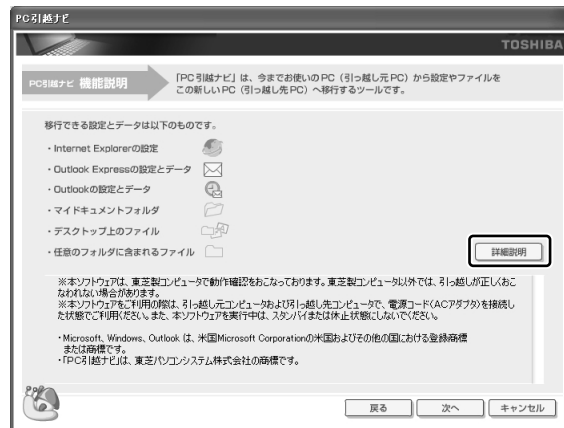 PC引越ナビ
TOSHIBA
PC引越ナビ 機能説明
「PC引越ナビ」は、今までお使いのPC（引っ越し元PC）から設定やファイルを
この新しいPC（引っ越し先PC）へ移行するツールです。
移行できる設定とデータは以下のものです。
・Internet Explorerの設定
・Outlook Expressの設定とデータ
・Outlookの設定とデータ
・マイドキュメントフォルダ
・デスクトップ上のファイル
・任意のフォルダに含まれるファイル
詳細説明
※本ソフトウェアは、東芝製コンピュータで動作確認をおこなっております。東芝製コンピュータ以外では、引っ越しが正しくおこ
なわれない場合があります。
※本ソフトウェアをご利用の際は、引っ越し元コンピュータおよび引っ越し先コンピュータで、電源コード(ACアダプタ)を接続し
た状態でご利用ください。また、本ソフトウェアを実行中は、スタンバイまたは休止状態にしないでください。
・Microsoft、Windows、Outlook は、米国Microsoft Corporationの米国およびその他の国における登録商標
または商標です。
・「PC引越ナビ」は、東芝パソコンシステム株式会社の商標です。
戻る
次へ
キャンセル